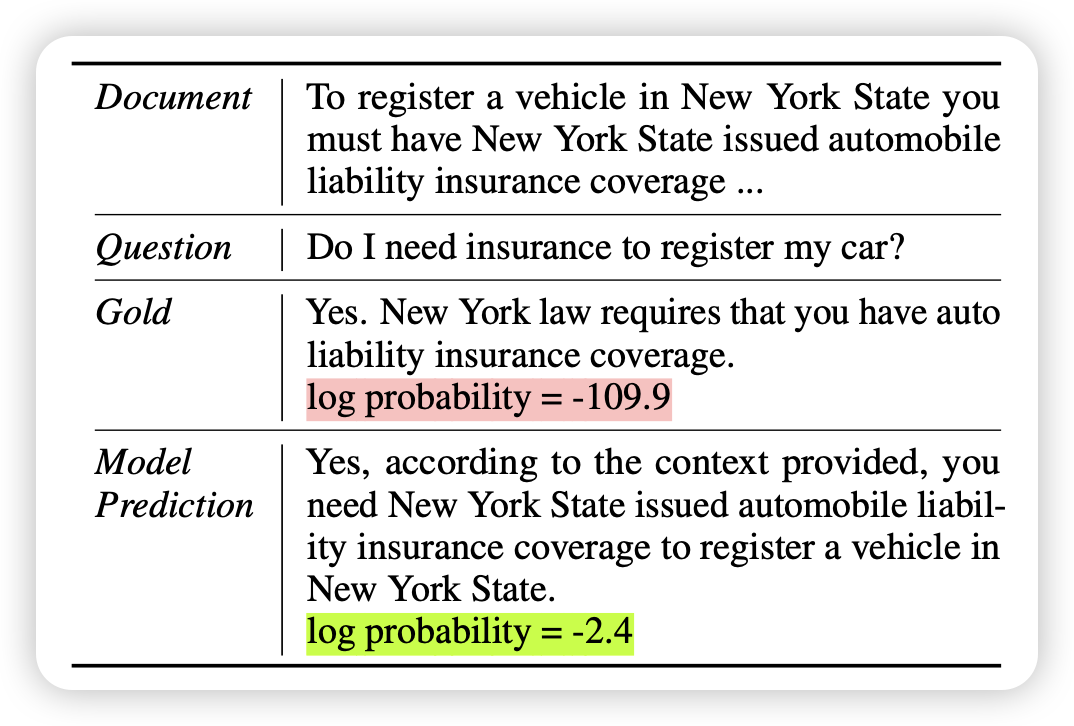 Document
To register a vehicle in New York State you
must have New York State issued automobile
liability insurance coverage ...
Question
Do I need insurance to register my car?
Gold
Yes. New York law requires that you have auto
liability insurance coverage.
log probability = -109.9
Model
Prediction
Yes, according to the context provided, you
need New York State issued automobile liabil-
ity insurance coverage to register a vehicle in
New York State.
log probability = -2.4